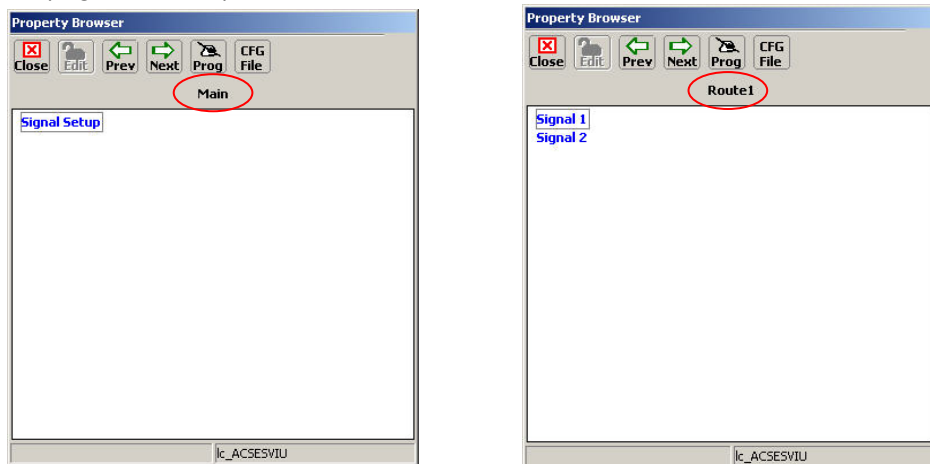 Property Browser
Close Edit Prev Next Prog CFG File
Main
Signal Setup
lc_ACSESVIU
Property Browser
Close Edit Prev Next Prog CFG File
Route1
Signal 1
Signal 2
lc_ACSESVIU